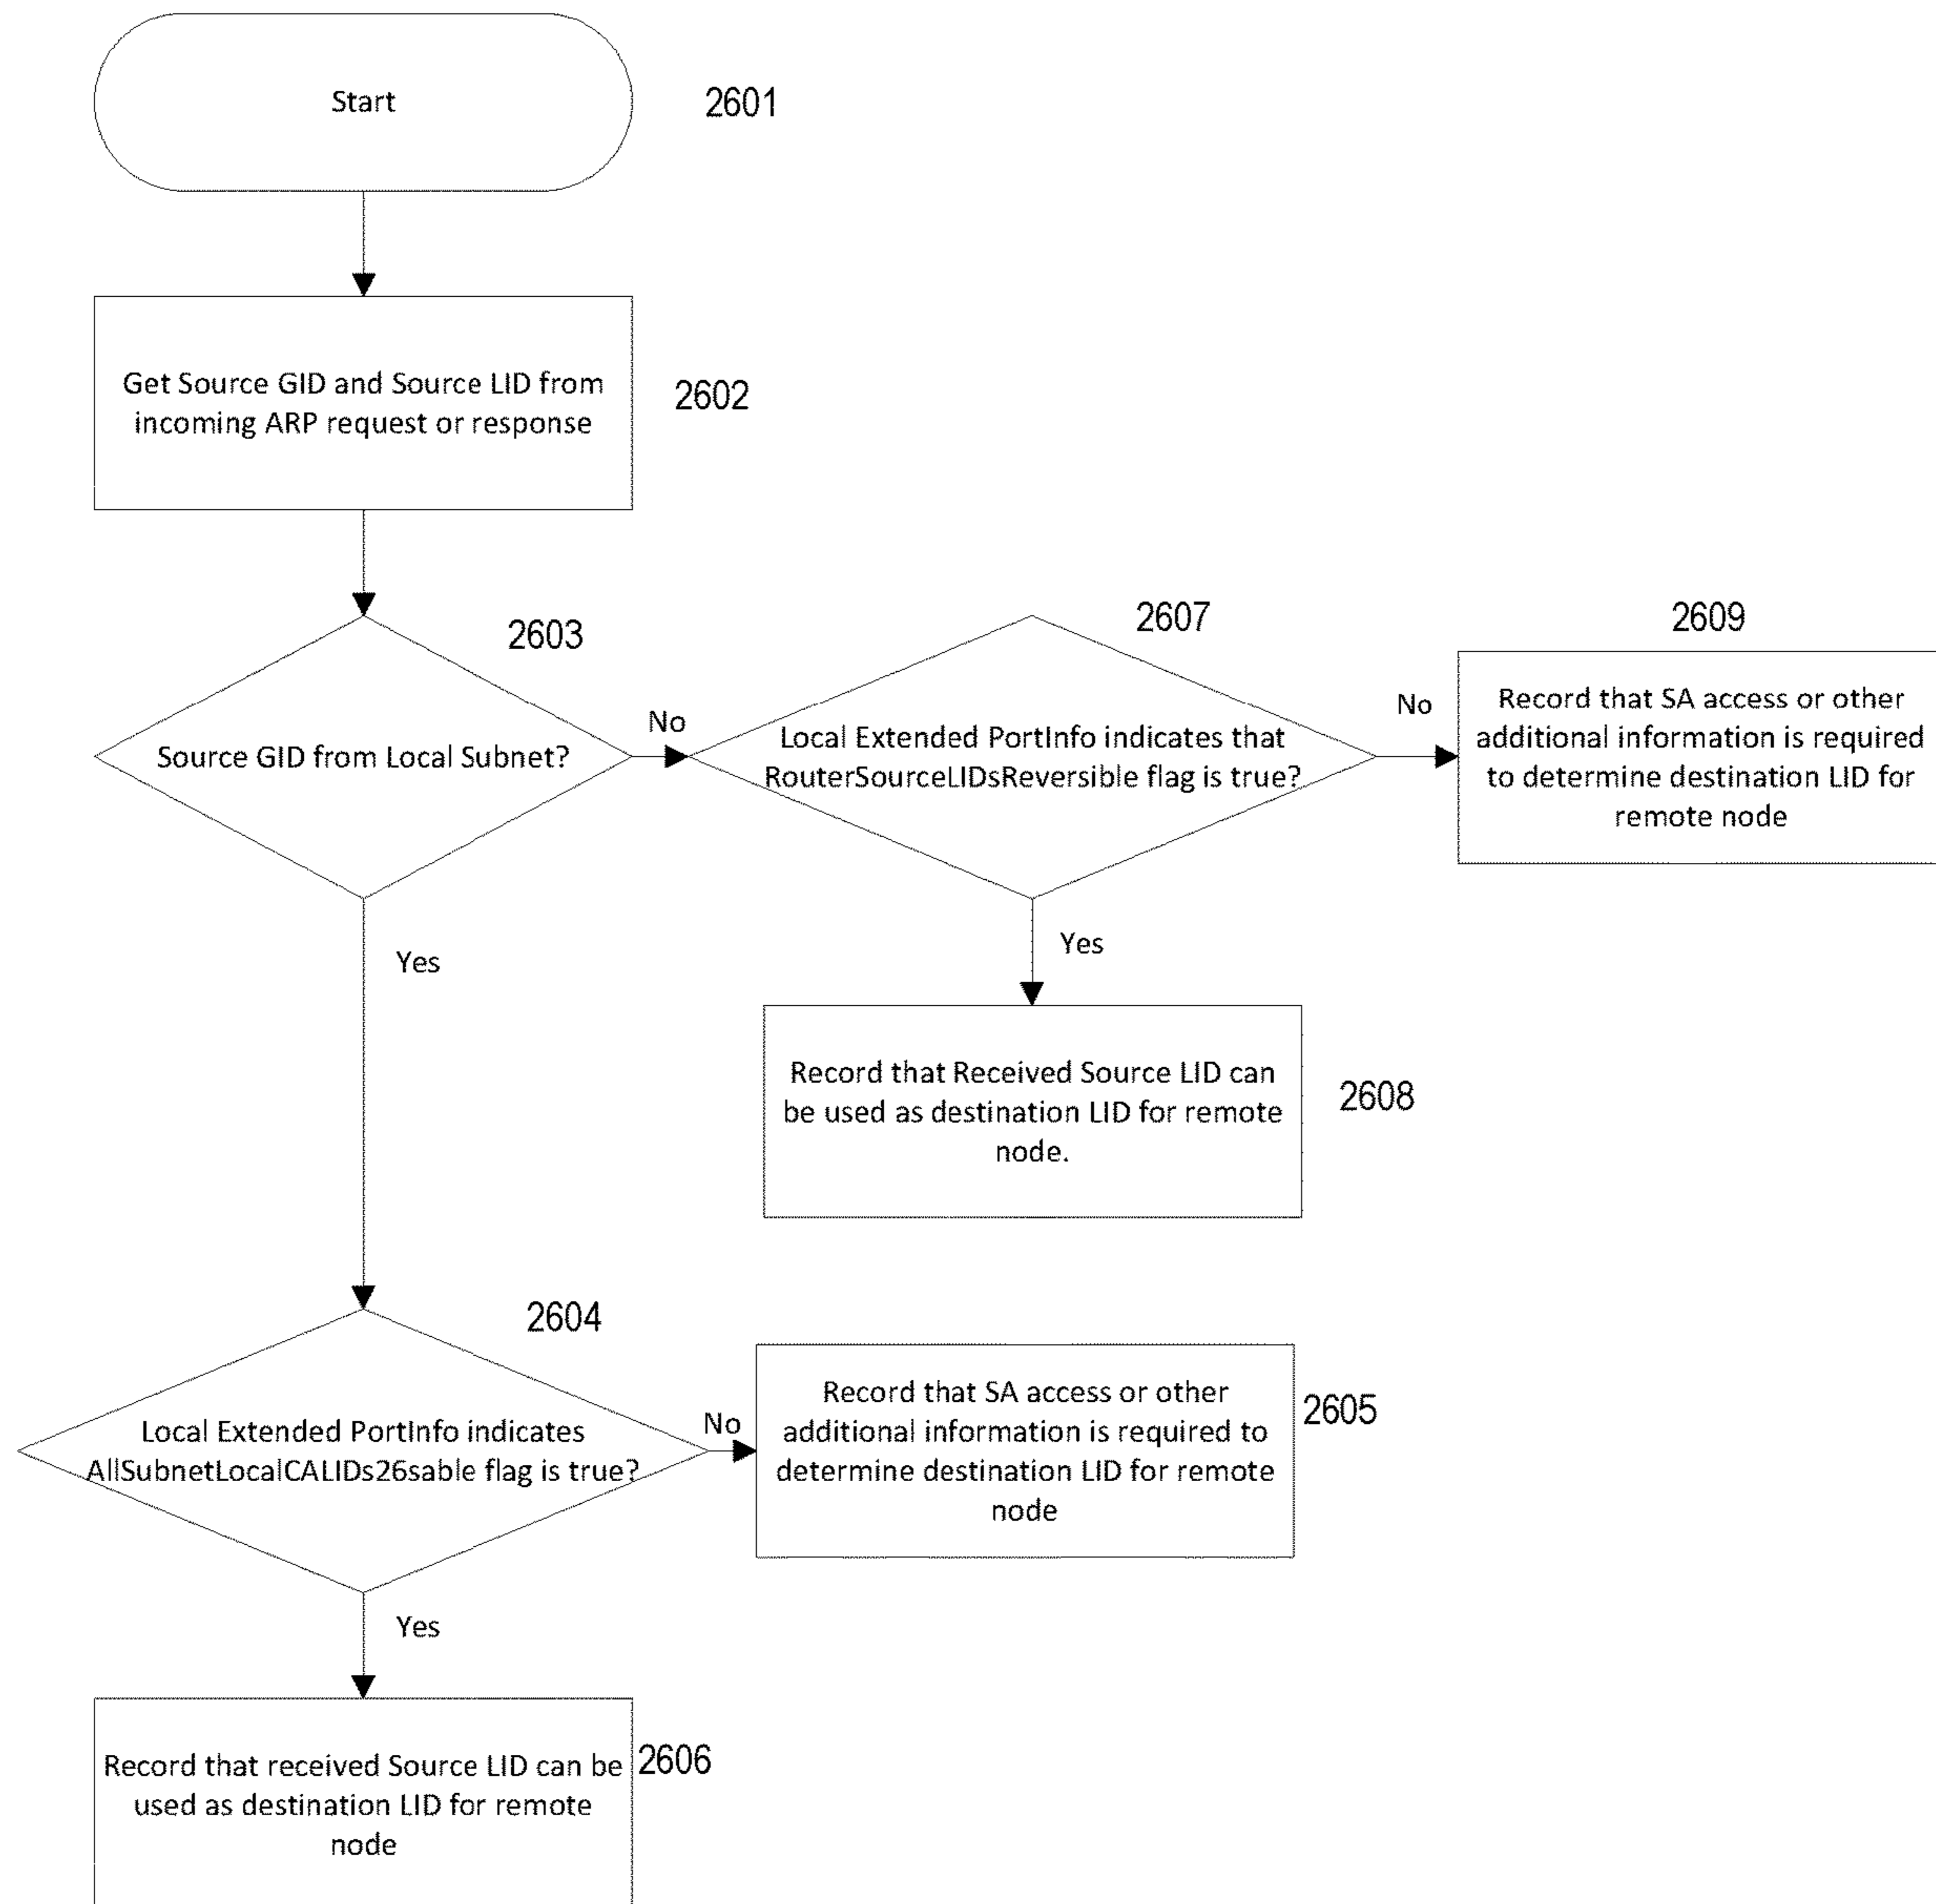 Start
2601
Get Source GID and Source LID from
incoming ARP request or response
2602
2603
Source GID from Local Subnet?
No
2607
Local Extended PortInfo indicates that
RouterSourceLIDsReversible flag is true?
No
2609
Record that SA access or other
additional information is required
to determine destination LID for
remote node
Yes
Yes
Record that Received Source LID can
be used as destination LID for remote
node.
2608
2604
Local Extended PortInfo indicates
AllSubnetLocalCALIDs26sable flag is true?
No
Record that SA access or other
additional information is required to
determine destination LID for remote
node
2605
Yes
Record that received Source LID can be
used as destination LID for remote
node
2606